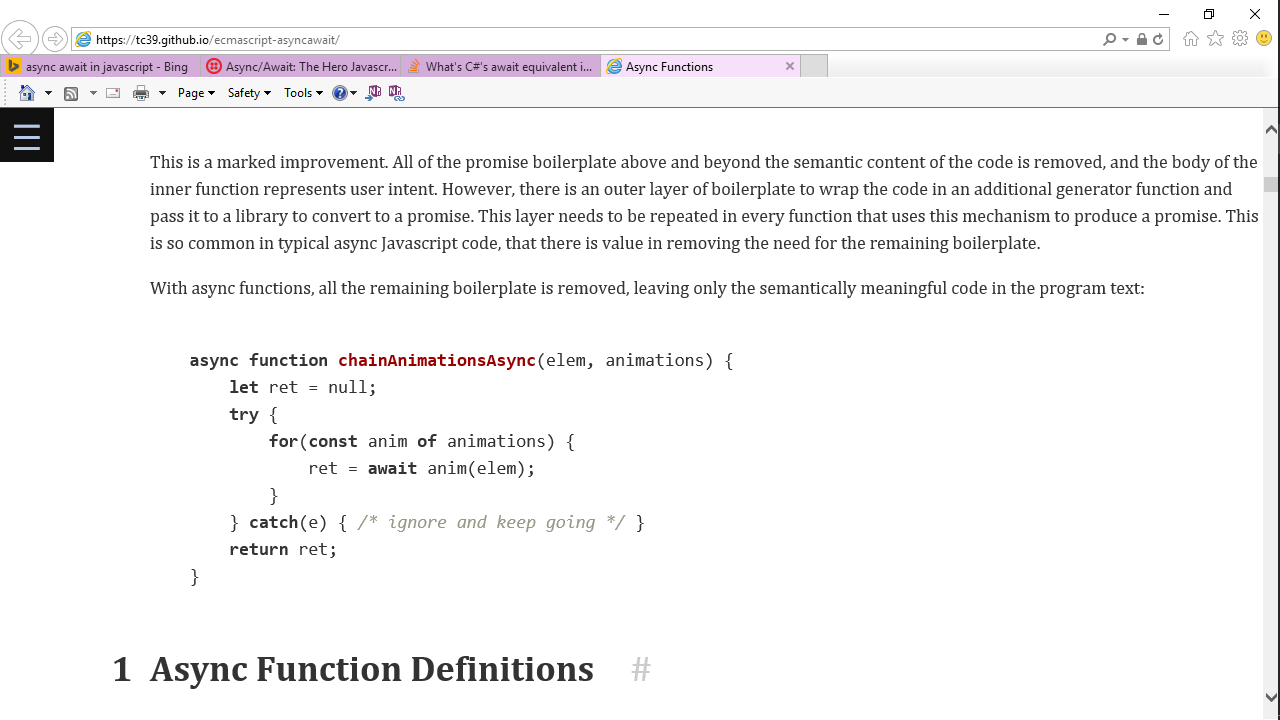 https://tc39.github.io/ecmascript-asyncawait/
async await in javascript - Bing
Async/Await: The Hero Javascr...
What's C#'s await equivalent i...
Async Functions
Page
Safety
Tools
This is a marked improvement. All of the promise boilerplate above and beyond the semantic content of the code is removed, and the body of the
inner function represents user intent. However, there is an outer layer of boilerplate to wrap the code in an additional generator function and
pass it to a library to convert to a promise. This layer needs to be repeated in every function that uses this mechanism to produce a promise. This
is so common in typical async Javascript code, that there is value in removing the need for the remaining boilerplate.
With async functions, all the remaining boilerplate is removed, leaving only the semantically meaningful code in the program text:
async function chainAnimationsAsync(elem, animations) {
    let ret = null;
    try {
        for(const anim of animations) {
            ret = await anim(elem);
        }
    } catch(e) { /* ignore and keep going */ }
    return ret;
}
1 Async Function Definitions #